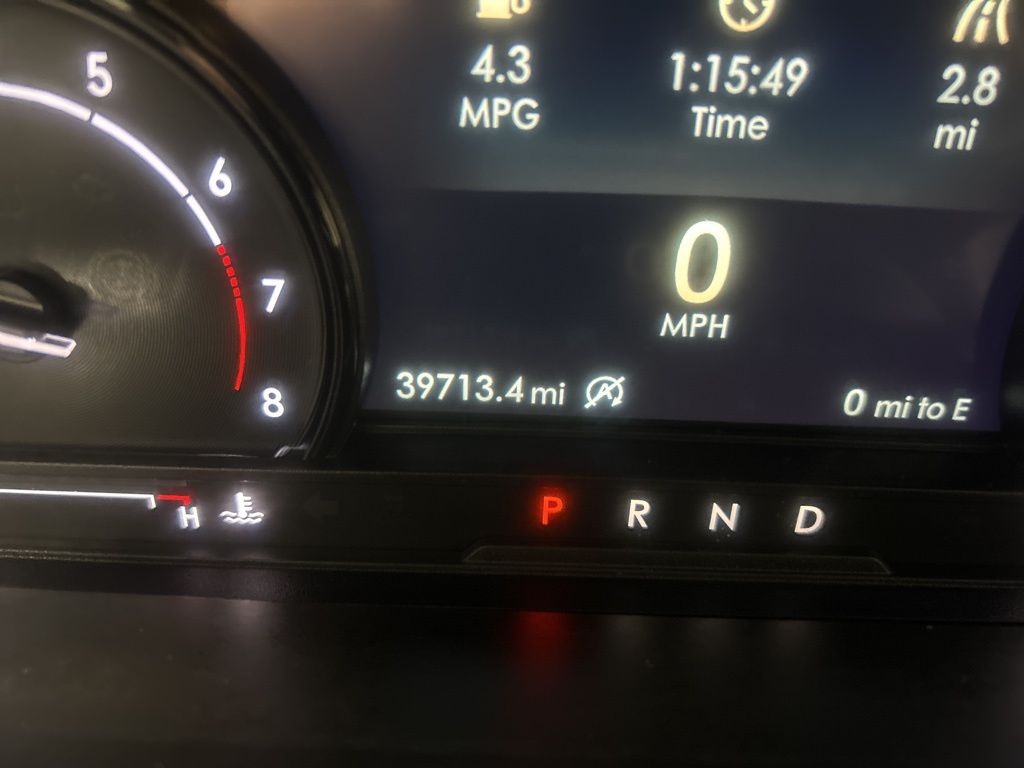 5
6
7
8
4.3
MPG
1:15:49
Time
2.8
mi
0
MPH
39713.4 mi
A
0 mi to E
H
P R N D